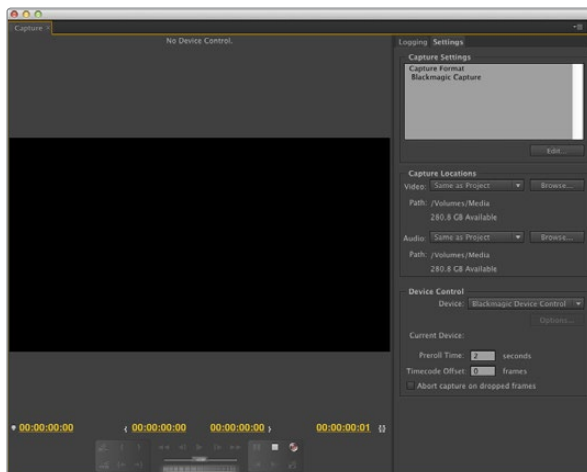 Capture
No Device Control.
Logging Settings
Capture Settings
Capture Format
Blackmagic Capture
Edit...
Capture Locations
Video: Same as Project Browse...
Path: /Volumes/Media
280.8 GB Available
Audio: Same as Project Browse...
Path: /Volumes/Media
280.8 GB Available
Device Control
Device: Blackmagic Device Control
Options...
Current Device:
Preroll Time: 2 seconds
Timecode Offset: 0 frames
Abort capture on dropped frames
00:00:00:00 { 00:00:00:00 00:00:00:00 } 00:00:00:01 {}